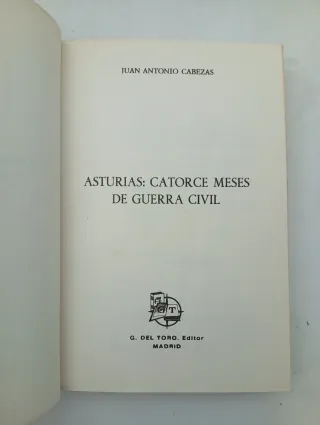 JUAN ANTONIO CABEZAS
ASTURIAS: CATORCE MESES
DE GUERRA CIVIL
G T
G. DEL TORO. Editor
MADRID